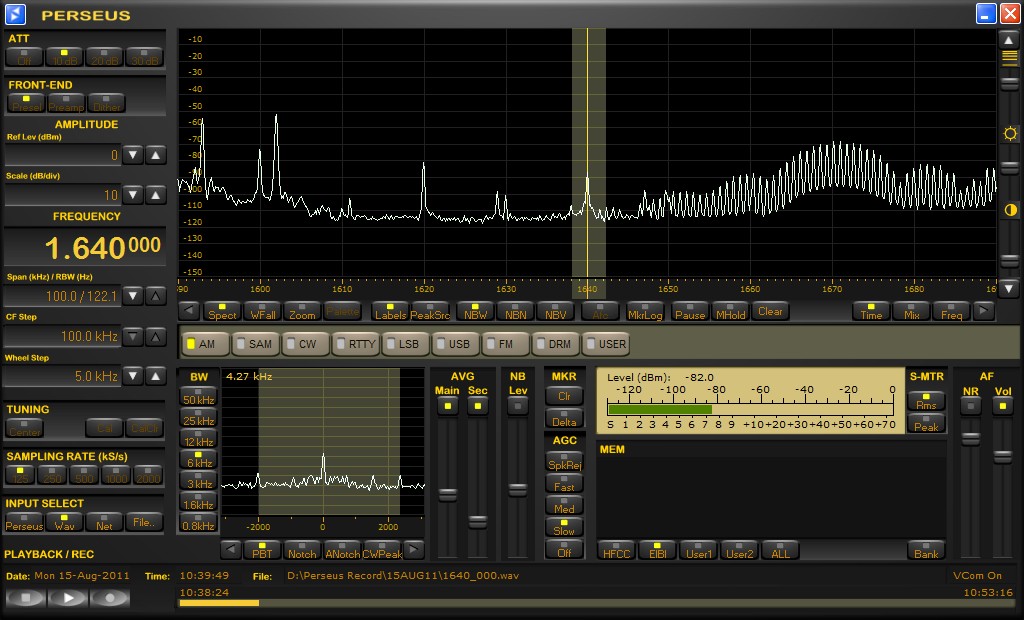 PERSEUS
ATT
Off 10 dB 20 dB 30 dB
FRONT-END
Presel Preamp Dither
AMPLITUDE
Ref Lev (dBm)
0
Scale (dB/div)
10
FREQUENCY
1.640 000
Span (kHz) / RBW (Hz)
100.0 / 122.1
CF Step
100.0 kHz
Wheel Step
5.0 kHz
TUNING
Center Cal CalClr
SAMPLING RATE (kS/s)
125 250 500 1000 2000
INPUT SELECT
Perseus Wav Net File..
-10
-20
-30
-40
-50
-60
-70
-80
-90
-100
-110
-120
-130
-140
-150
90 1600 1610 1620 1630 1640 1650 1660 1670 1680 16
Spect WFall Zoom Palette Labels PeakSrc NBW NBN NBV Afc MkrLog Pause MHold Clear Time Mix Freq
AM SAM CW RTTY LSB USB FM DRM USER
BW
50 kHz
25 kHz
12 kHz
6 kHz
3 kHz
1.6kHz
0.8kHz
4.27 kHz
-2000 0 2000
PBT Notch ANotch CWPeak
AVG
Main Sec
NB
Lev
MKR
Clr
Delta
AGC
SpkRej
Fast
Med
Slow
Off
Level (dBm): -82.0
-120 -100 -80 -60 -40 -20 0
S 1 2 3 4 5 6 7 8 9 +10+20+30+40+50+60+70
S-MTR
Rms
Peak
AF
NR Vol
MEM
HFCC EIBI User1 User2 ALL Bank
PLAYBACK / REC
Date: Mon 15-Aug-2011 Time: 10:39:49 File: D:\Perseus Record\15AUG11\1640_000.wav VCom On
10:38:24 10:53:16